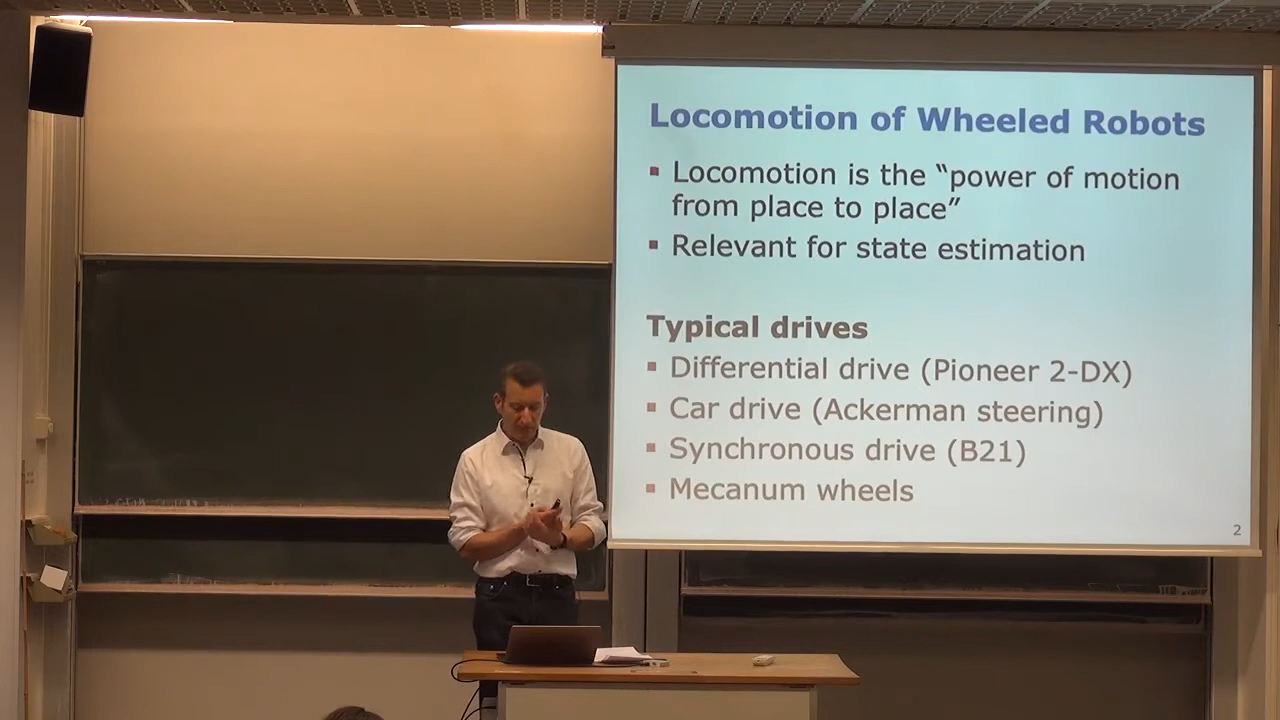 Locomotion of Wheeled Robots
▪ Locomotion is the “power of motion
from place to place”
▪ Relevant for state estimation
Typical drives
▪ Differential drive (Pioneer 2-DX)
▪ Car drive (Ackerman steering)
▪ Synchronous drive (B21)
▪ Mecanum wheels
2